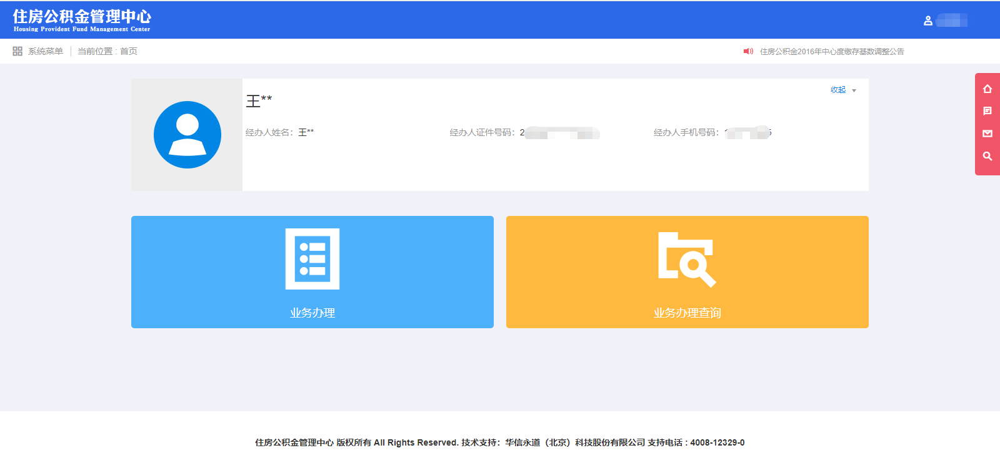 住房公积金管理中心
Housing Provident Fund Management Center
系统菜单 当前位置 : 首页
住房公积金2016年中心度缴存基数调整公告
收起
王**
经办人姓名：王** 经办人证件号码：2 经办人手机号码：
业务办理
业务办理查询
住房公积金管理中心 版权所有 All Rights Reserved. 技术支持：华信永道（北京）科技股份有限公司 支持电话 : 4008-12329-0